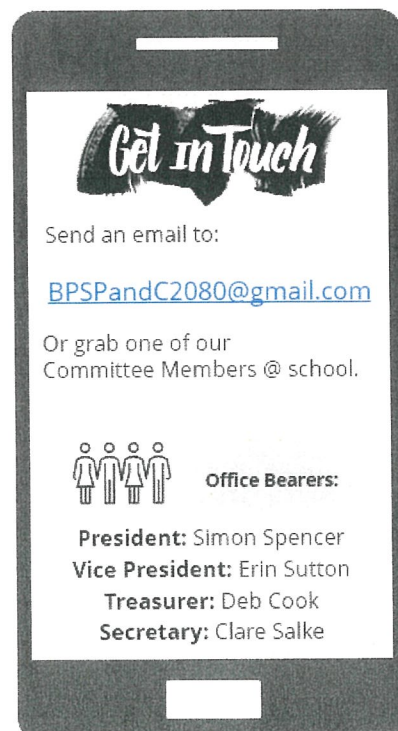 Get in Touch
Send an email to:
BPSPandC2080@gmail.com
Or grab one of our
Committee Members @ school.
Office Bearers:
President: Simon Spencer
Vice President: Erin Sutton
Treasurer: Deb Cook
Secretary: Clare Salke